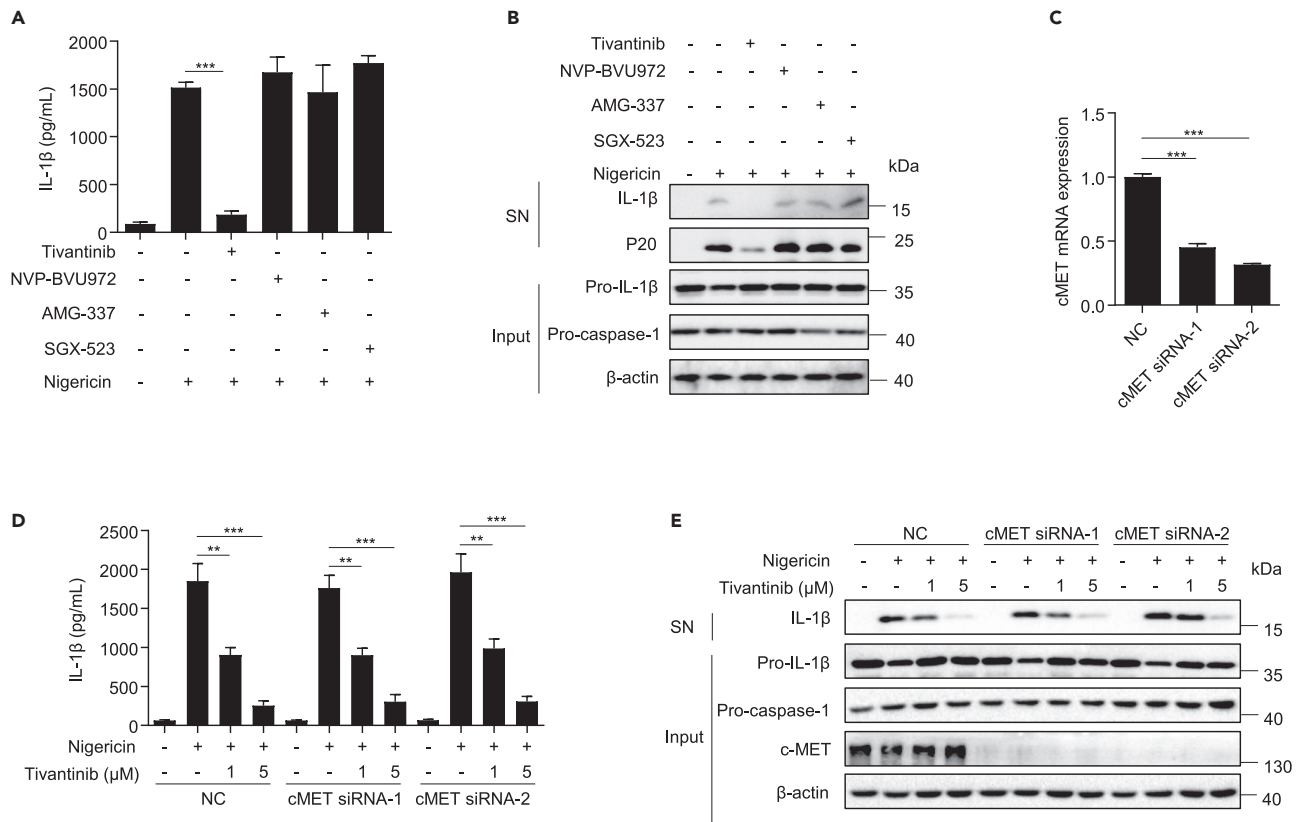 A
IL-1β (pg/mL)
2000
1500
1000
500
0
***
Tivantinib - - + - - -
NVP-BVU972 - - - + - -
AMG-337 - - - - + -
SGX-523 - - - - - +
Nigericin - + + + + +
B
Tivantinib - - + - - -
NVP-BVU972 - - - + - -
AMG-337 - - - - + -
SGX-523 - - - - - +
kDa
Nigericin - + + + + +
SN
IL-1β 15
P20 25
Input
Pro-IL-1β 35
Pro-caspase-1 40
β-actin 40
C
cMET mRNA expression
1.5
1.0
0.5
0.0
***
***
NC
cMET siRNA-1
cMET siRNA-2
D
IL-1β (pg/mL)
2500
2000
1500
1000
500
0
*** *** ***
** ** **
Nigericin - + + + - + + + - + + +
Tivantinib (μM) - - 1 5 - - 1 5 - - 1 5
NC cMET siRNA-1 cMET siRNA-2
E
NC cMET siRNA-1 cMET siRNA-2
Nigericin - + + + - + + + - + + +
kDa
Tivantinib (μM) - - 1 5 - - 1 5 - - 1 5
SN
IL-1β 15
Input
Pro-IL-1β 35
Pro-caspase-1 40
c-MET 130
β-actin 40